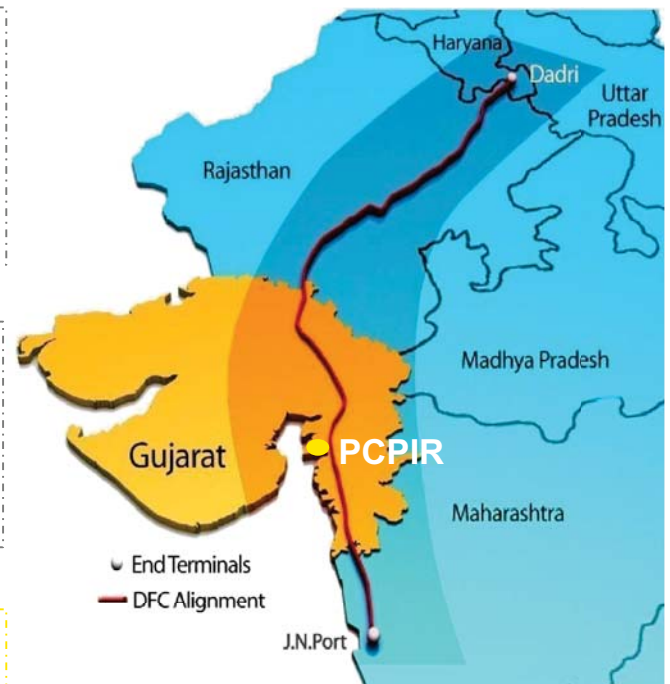 Haryana
Dadri
Uttar
Pradesh
Rajasthan
Madhya Pradesh
PCPIR
Gujarat
Maharashtra
End Terminals
DFC Alignment
J.N.Port